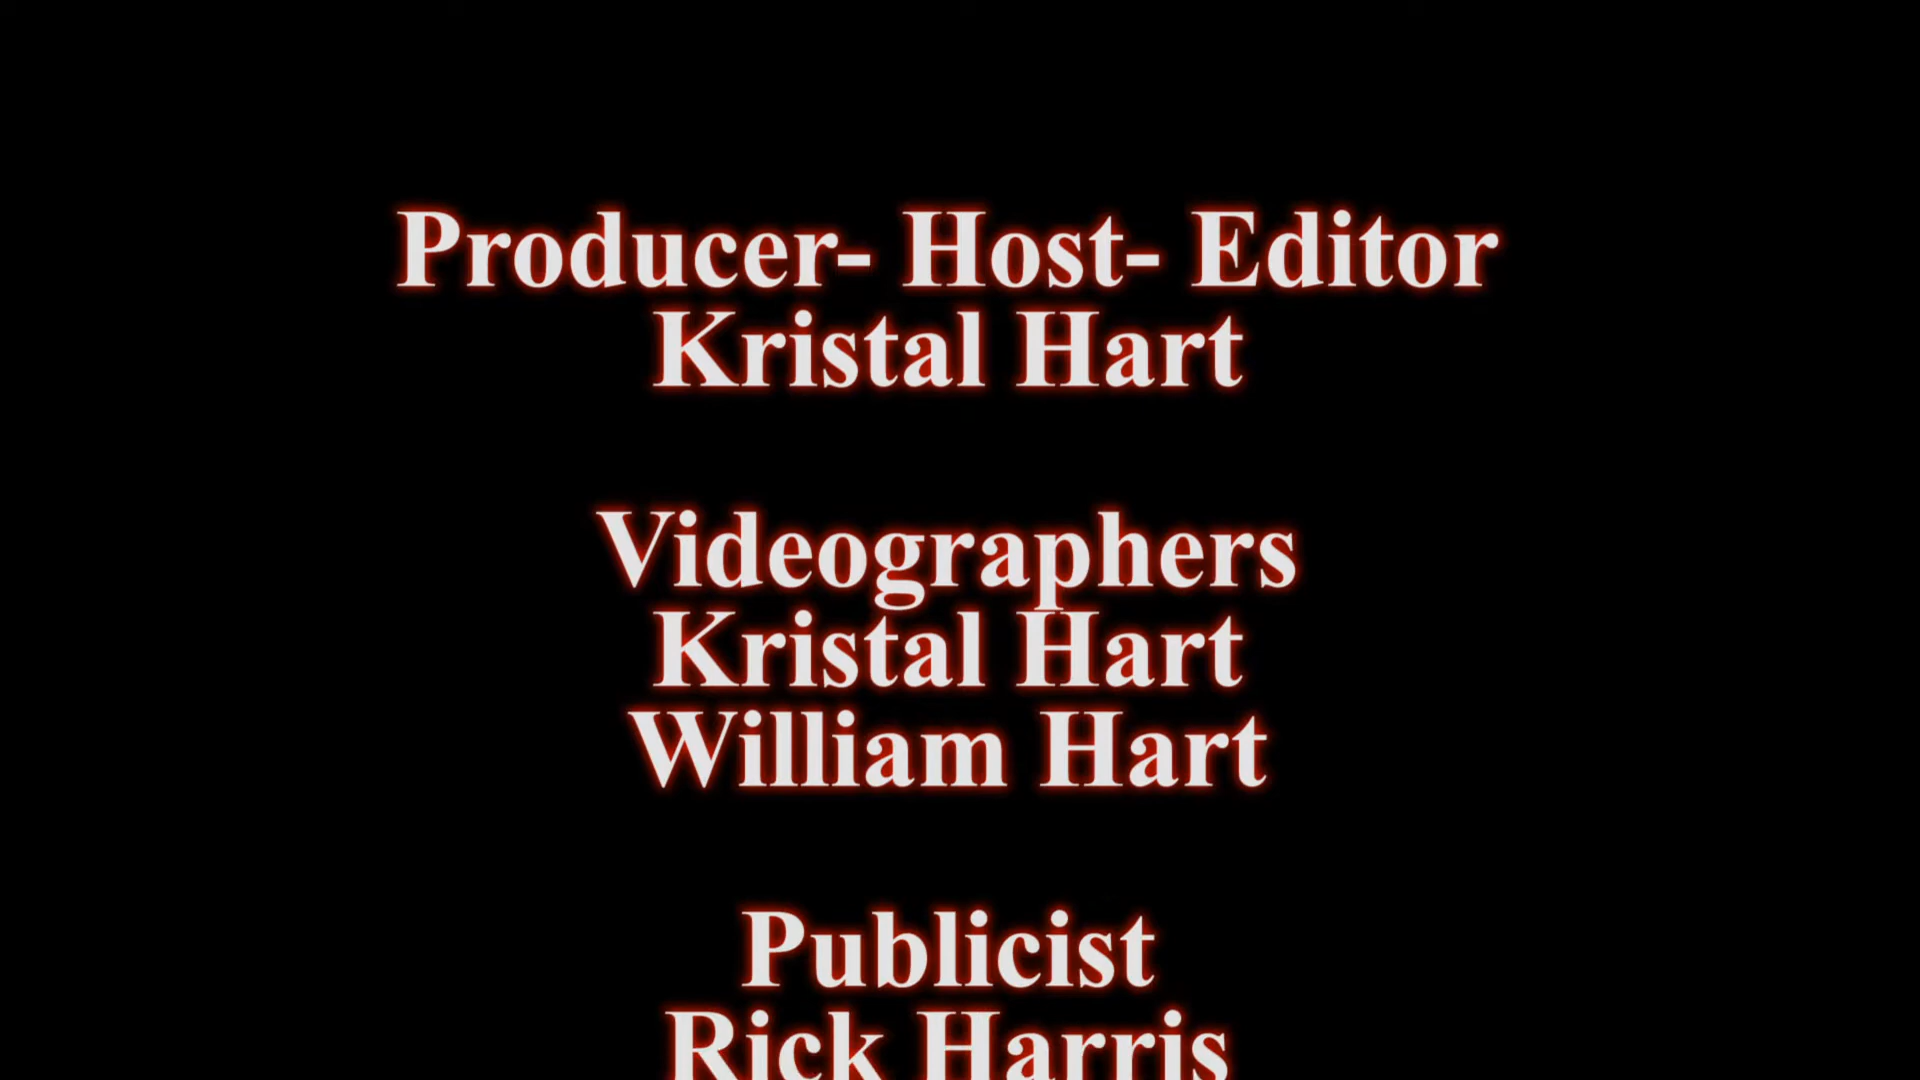 Producer- Host- Editor
Kristal Hart
Videographers
Kristal Hart
William Hart
Publicist
Rick Harris